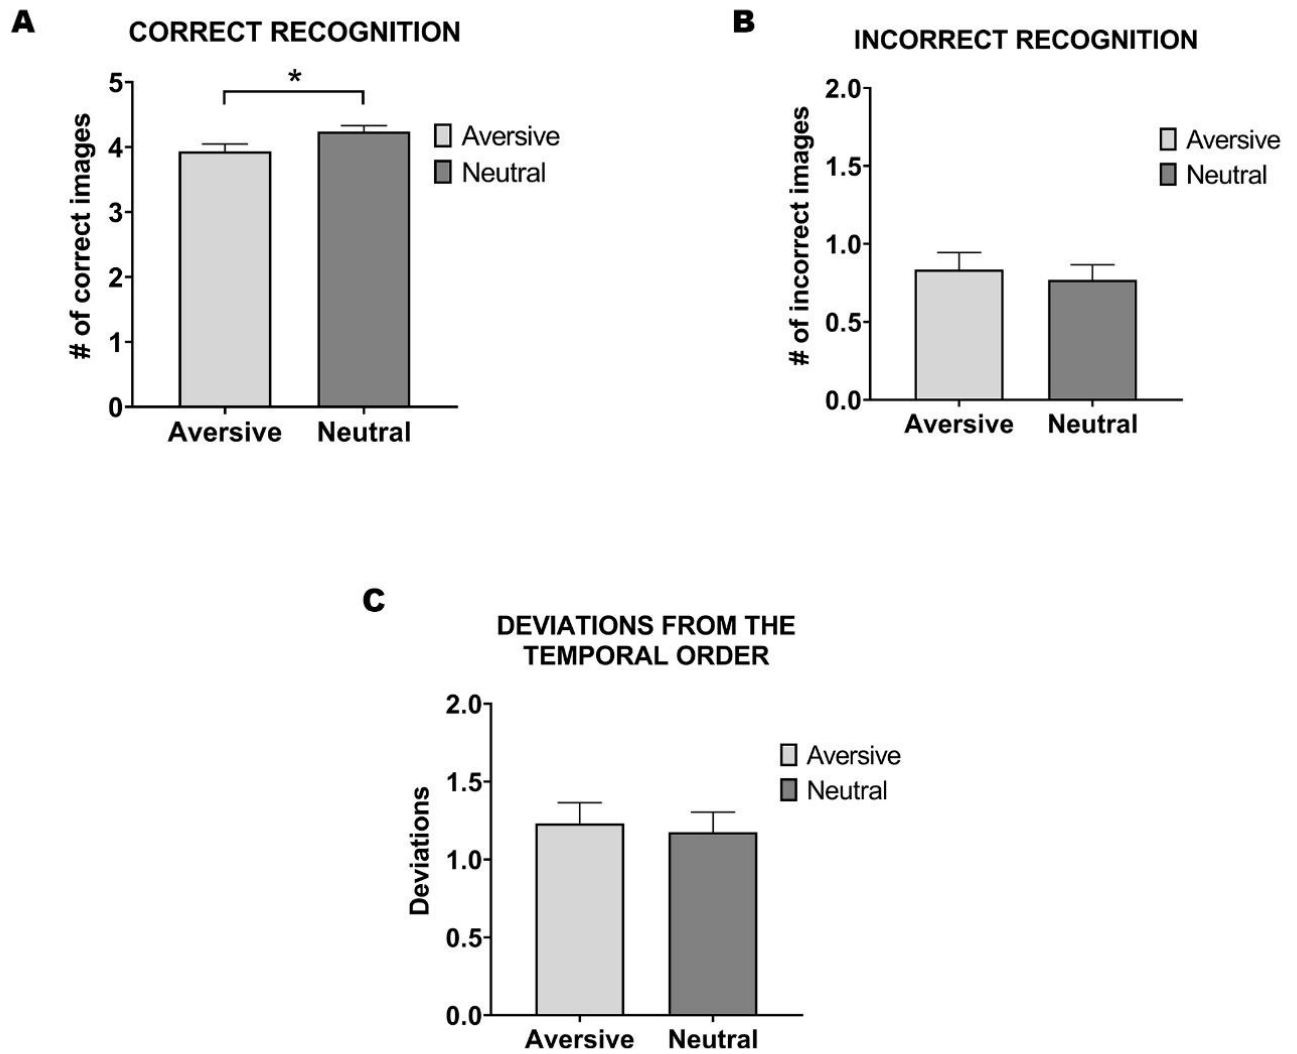 A
CORRECT RECOGNITION
*
5
4
3
2
1
0
# of correct images
Aversive
Neutral
Aversive Neutral
B
INCORRECT RECOGNITION
2.0
1.5
1.0
0.5
0.0
# of incorrect images
Aversive
Neutral
Aversive Neutral
C
DEVIATIONS FROM THE
TEMPORAL ORDER
2.0
1.5
1.0
0.5
0.0
Deviations
Aversive
Neutral
Aversive Neutral